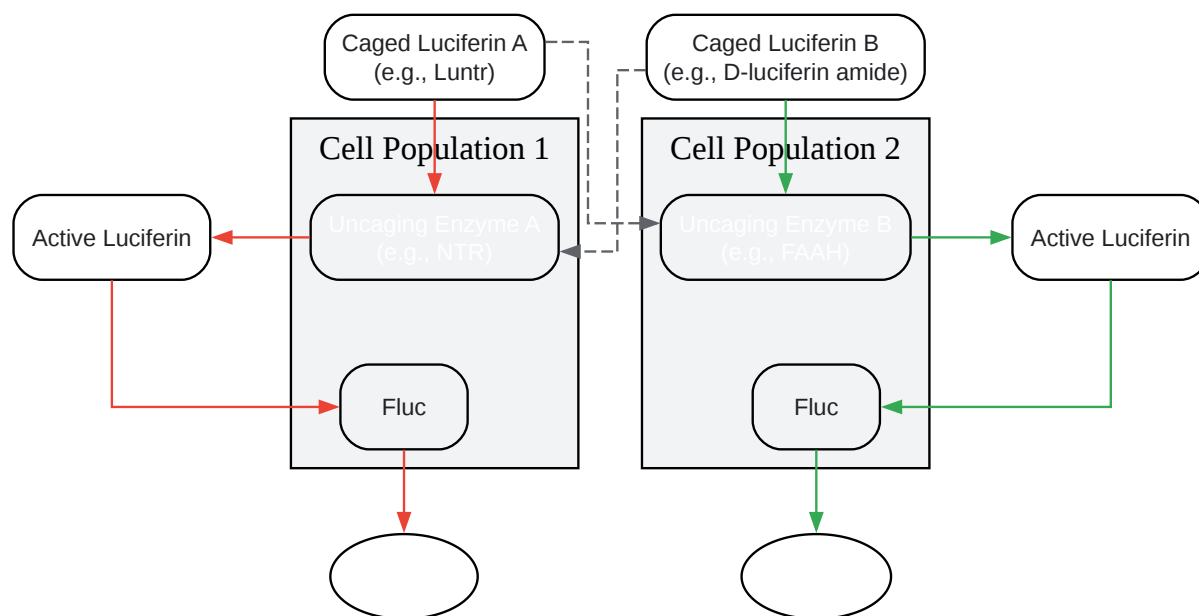 Caged Luciferin A
(e.g., Luntr)
Caged Luciferin B
(e.g., D-luciferin amide)
Cell Population 1
Cell Population 2
Uncaging Enzyme A
(e.g., NTR)
Uncaging Enzyme B
(e.g., FAAH)
Active Luciferin
Active Luciferin
Fluc
Fluc